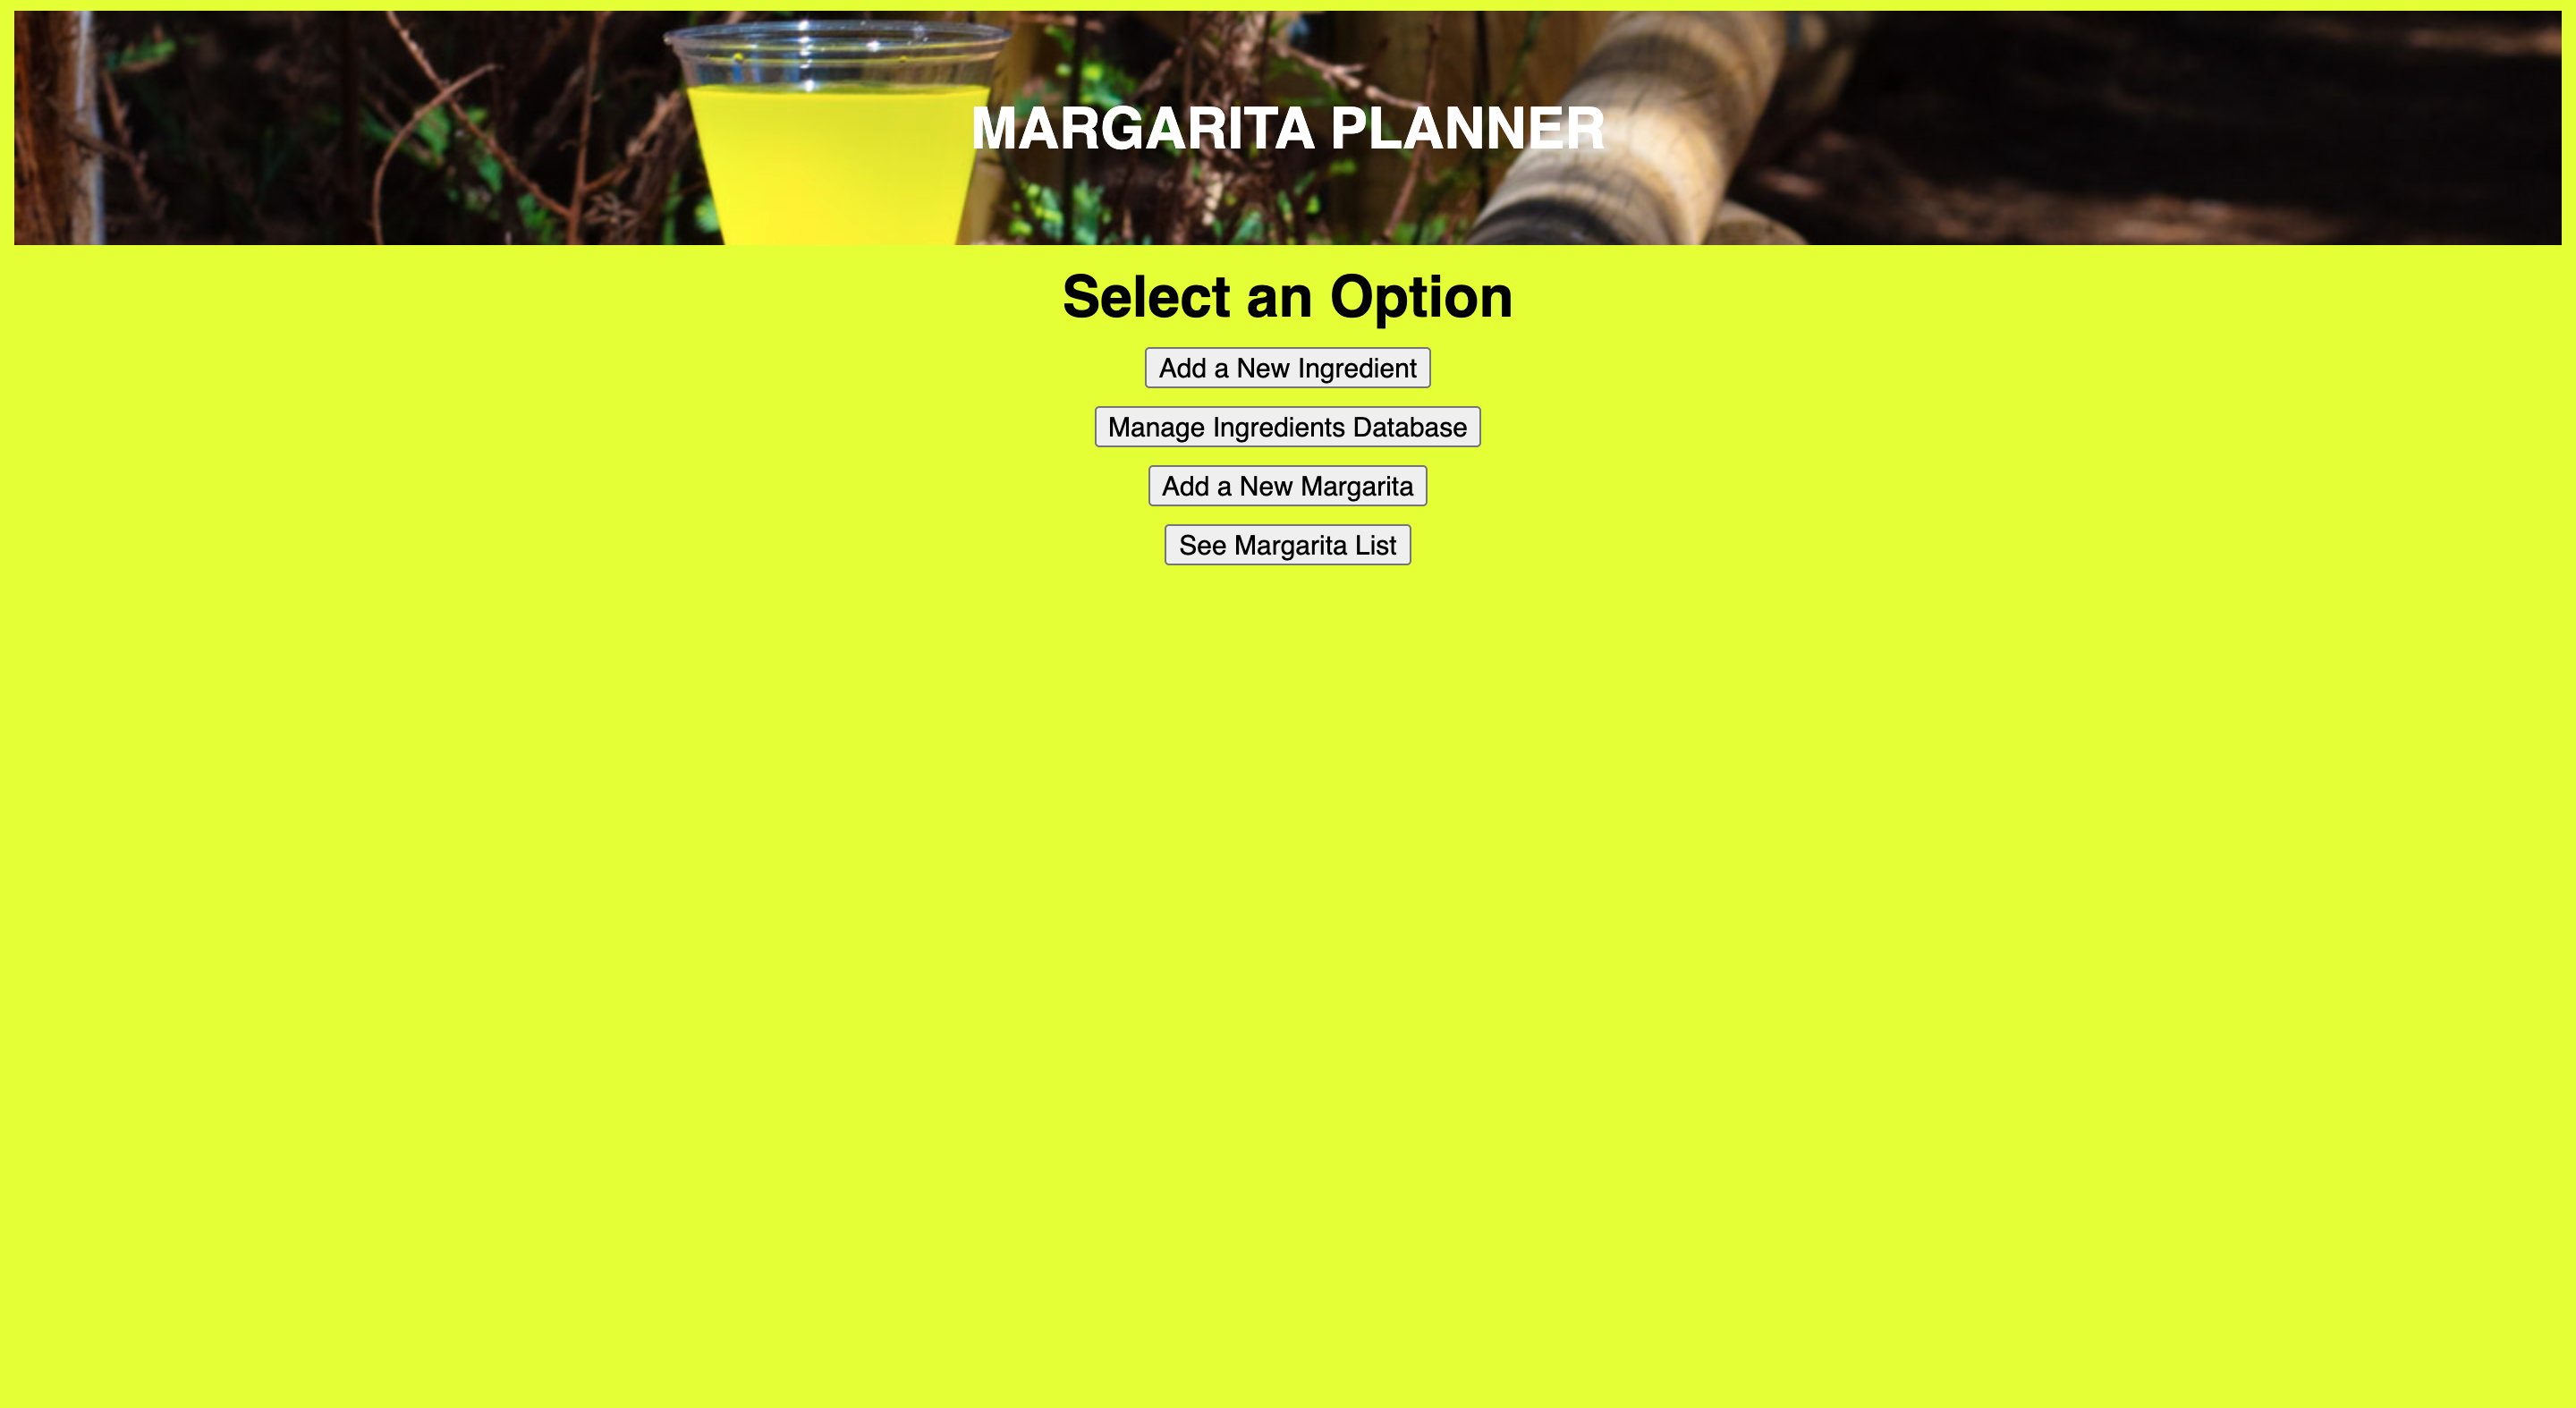 MARGARITA PLANNER
Select an Option
Add a New Ingredient
Manage Ingredients Database
Add a New Margarita
See Margarita List